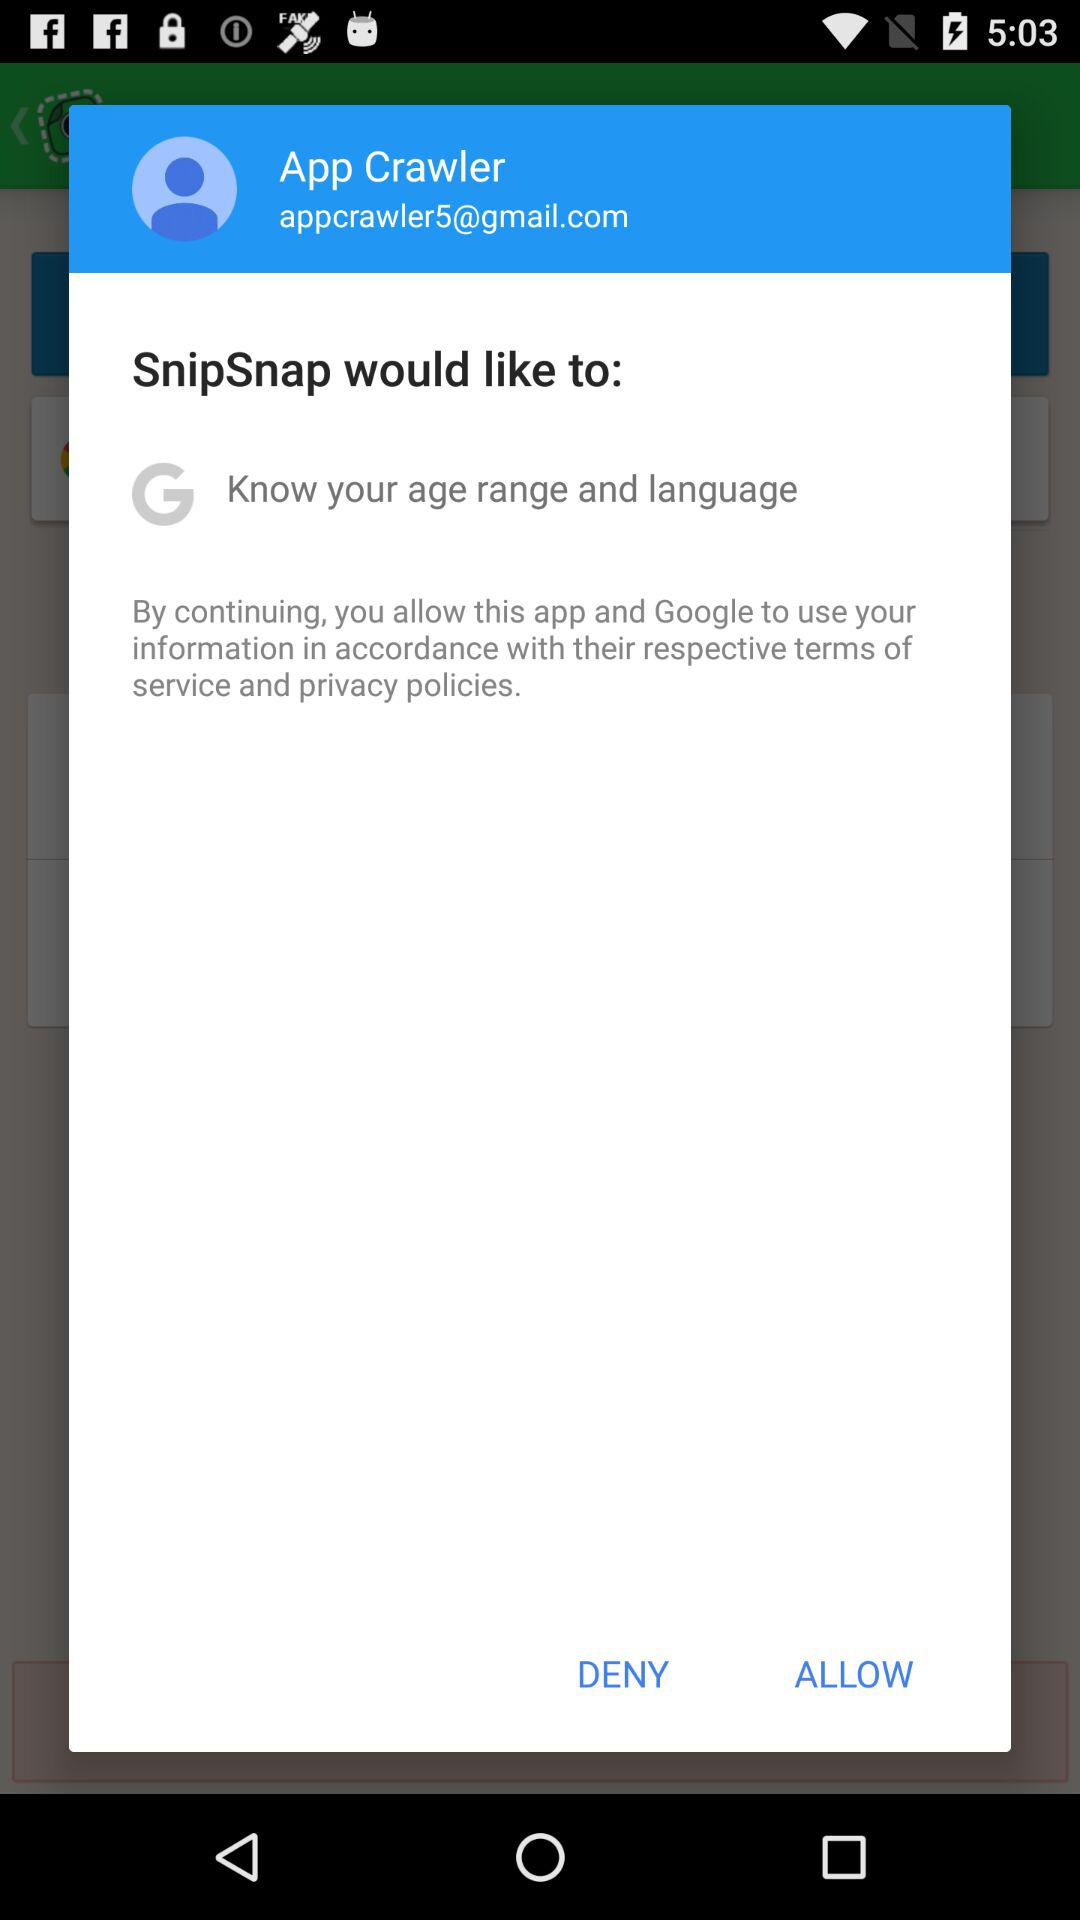 FAKE
5:03
App Crawler
appcrawler5@gmail.com
SnipSnap would like to:
Know your age range and language
By continuing, you allow this app and Google to use your
information in accordance with their respective terms of
service and privacy policies.
DENY
ALLOW